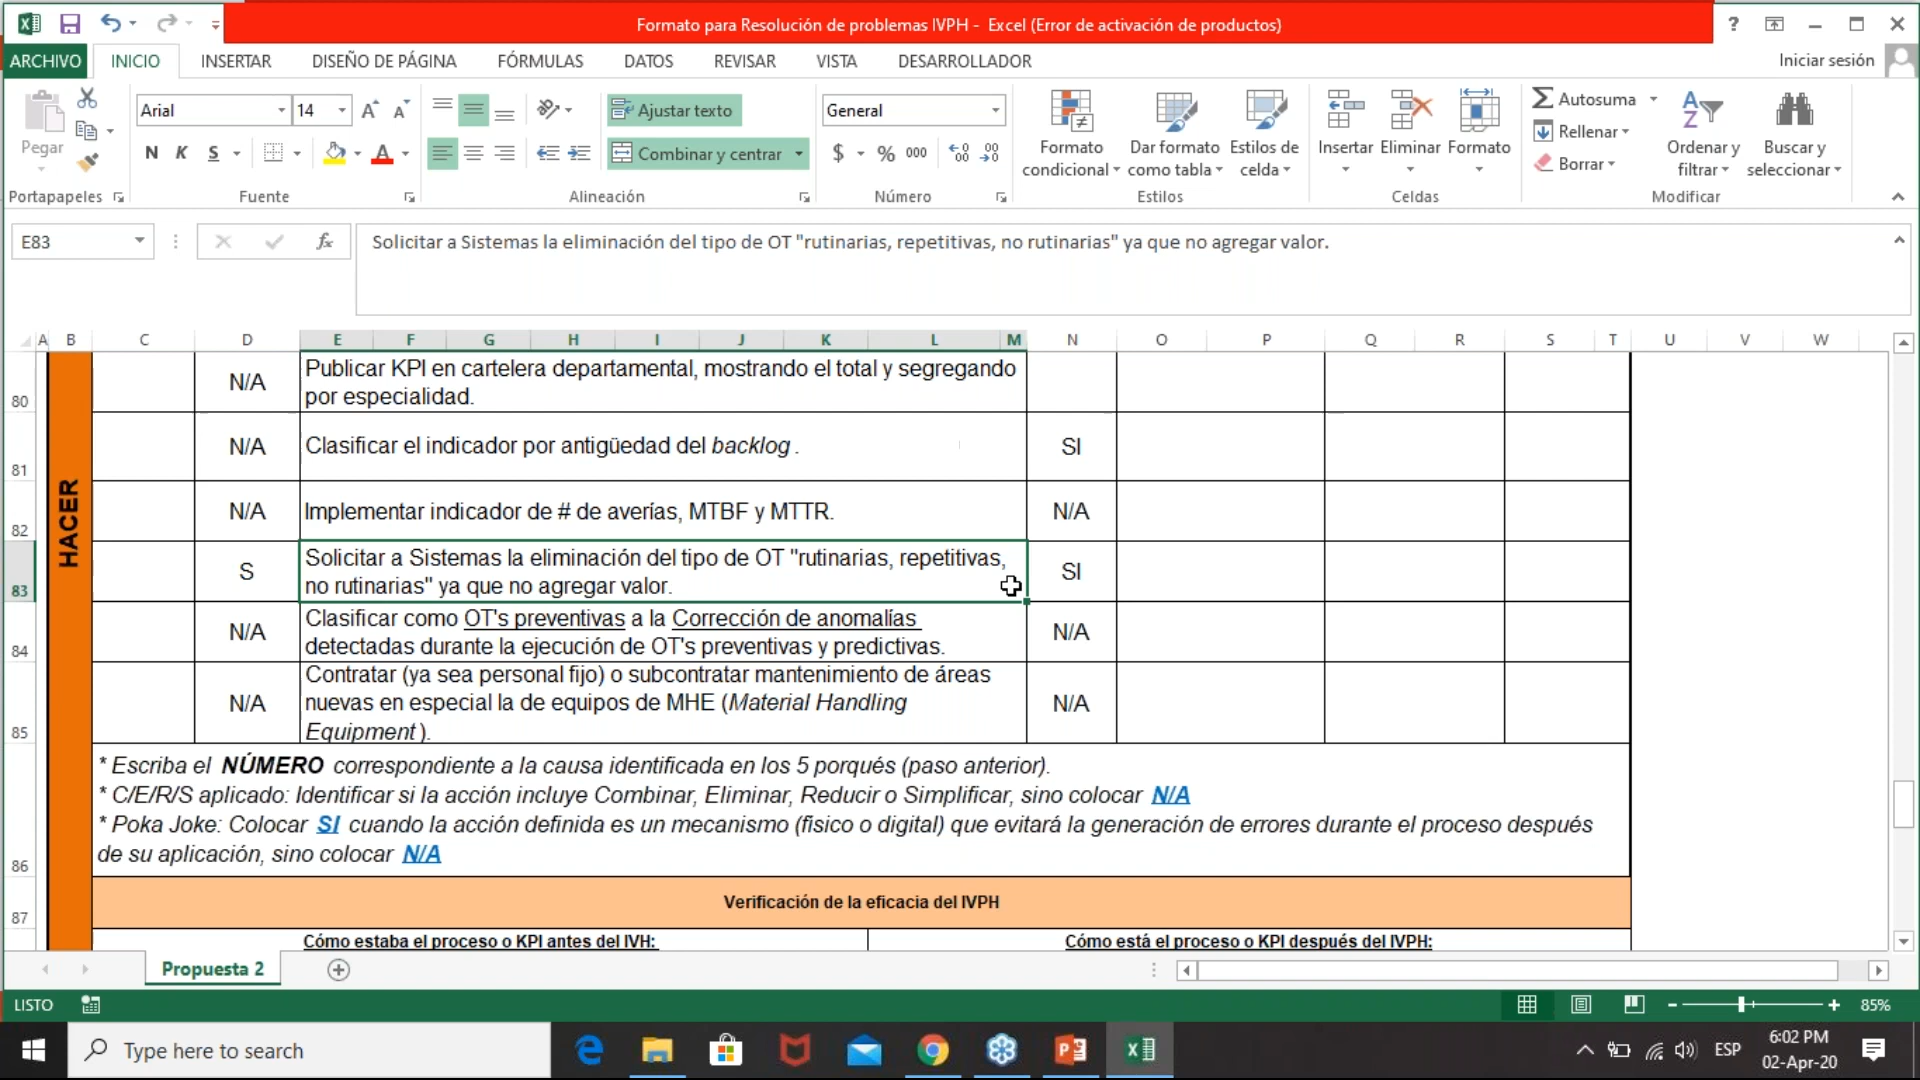 Formato para Resolución de problemas IVPH - Excel (Error de activación de productos)
ARCHIVO INICIO INSERTAR DISEÑO DE PÁGINA FÓRMULAS DATOS REVISAR VISTA DESARROLLADOR Iniciar sesión
Pegar
Portapapeles
Arial 14
N K S
Fuente
Ajustar texto
Combinar y centrar
Alineación
General
$ % 000
Número
Formato condicional
Dar formato como tabla
Estilos de celda
Estilos
Insertar Eliminar Formato
Celdas
Autosuma
Rellenar
Borrar
Ordenar y filtrar
Buscar y seleccionar
Modificar
E83 fx Solicitar a Sistemas la eliminación del tipo de OT "rutinarias, repetitivas, no rutinarias" ya que no agregar valor.
A B C D E F G H I J K L M N O P Q R S T U V W
HACER
80 N/A Publicar KPI en cartelera departamental, mostrando el total y segregando
por especialidad.
81 N/A Clasificar el indicador por antigüedad del backlog . SI
82 N/A Implementar indicador de # de averías, MTBF y MTTR. N/A
83 S Solicitar a Sistemas la eliminación del tipo de OT "rutinarias, repetitivas, SI
no rutinarias" ya que no agregar valor.
84 N/A Clasificar como OT's preventivas a la Corrección de anomalías N/A
detectadas durante la ejecución de OT's preventivas y predictivas.
85 N/A Contratar (ya sea personal fijo) o subcontratar mantenimiento de áreas N/A
nuevas en especial la de equipos de MHE (Material Handling
Equipment ).
86 * Escriba el NÚMERO correspondiente a la causa identificada en los 5 porqués (paso anterior).
* C/E/R/S aplicado: Identificar si la acción incluye Combinar, Eliminar, Reducir o Simplificar, sino colocar N/A
* Poka Joke: Colocar SI cuando la acción definida es un mecanismo (fisico o digital) que evitará la generación de errores durante el proceso después
de su aplicación, sino colocar N/A
87 Verificación de la eficacia del IVPH
Cómo estaba el proceso o KPI antes del IVH: Cómo está el proceso o KPI después del IVPH:
Propuesta 2
LISTO 85%
Type here to search
ESP
6:02 PM
02-Apr-20